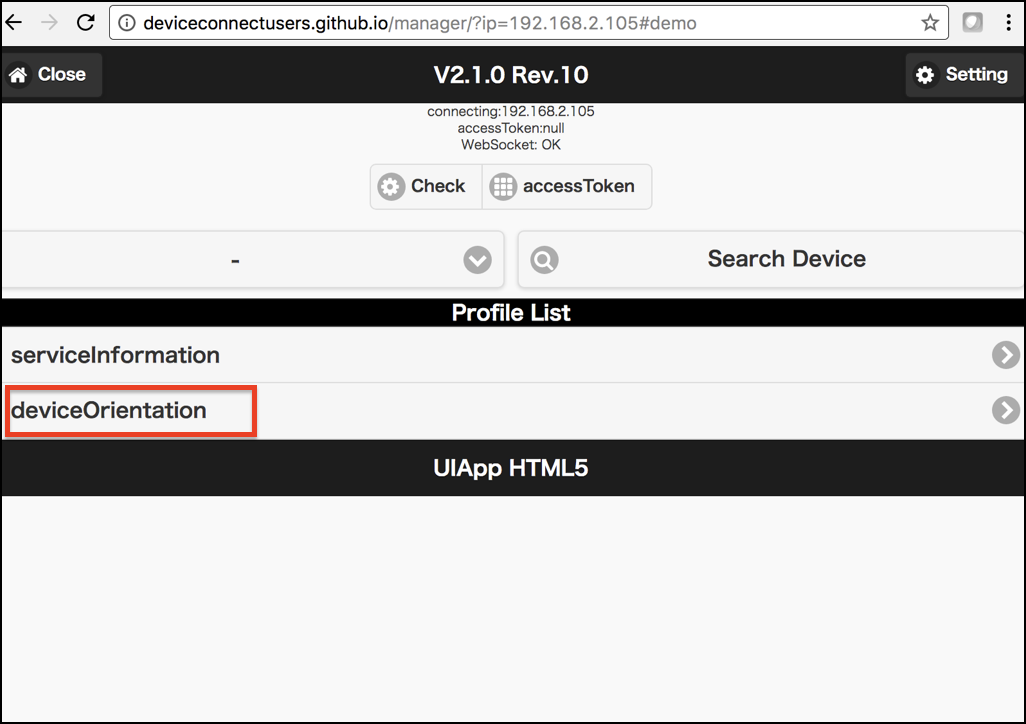 deviceconnectusers.github.io/manager/?ip=192.168.2.105#demo
Close V2.1.0 Rev.10 Setting
connecting:192.168.2.105
accessToken:null
WebSocket: OK
Check accessToken
- Search Device
Profile List
serviceInformation
deviceOrientation
UIApp HTML5